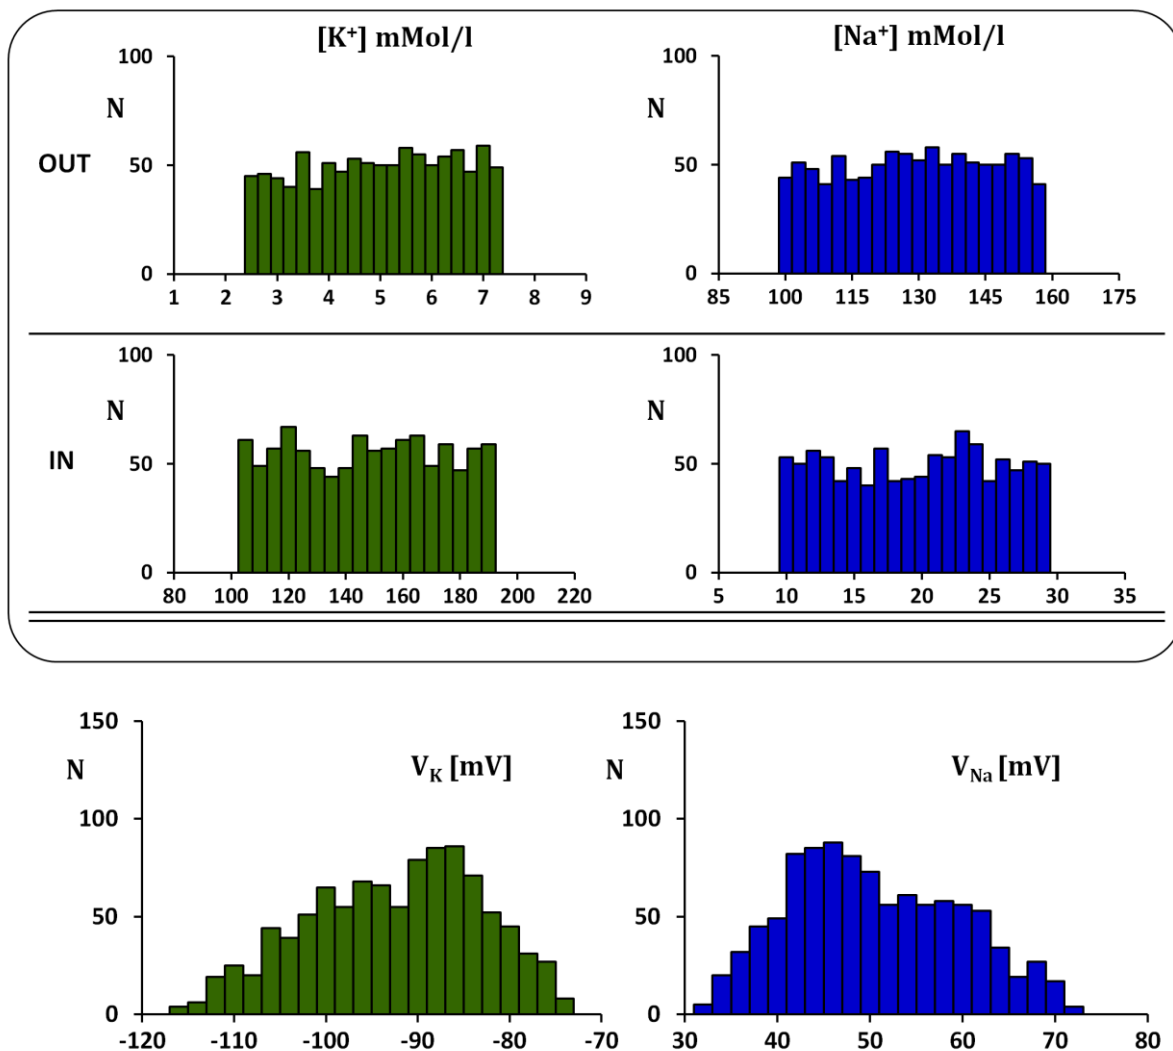 [K⁺] mMol/l [Na⁺] mMol/l
100 100
N N
OUT 50 50
0 0
1 2 3 4 5 6 7 8 9 85 100 115 130 145 160 175
100 100
N N
IN 50 50
0 0
80 100 120 140 160 180 200 220 5 10 15 20 25 30 35
150 150
N V_K [mV] N V_Na [mV]
100 100
50 50
0 0
-120 -110 -100 -90 -80 -70 30 40 50 60 70 80